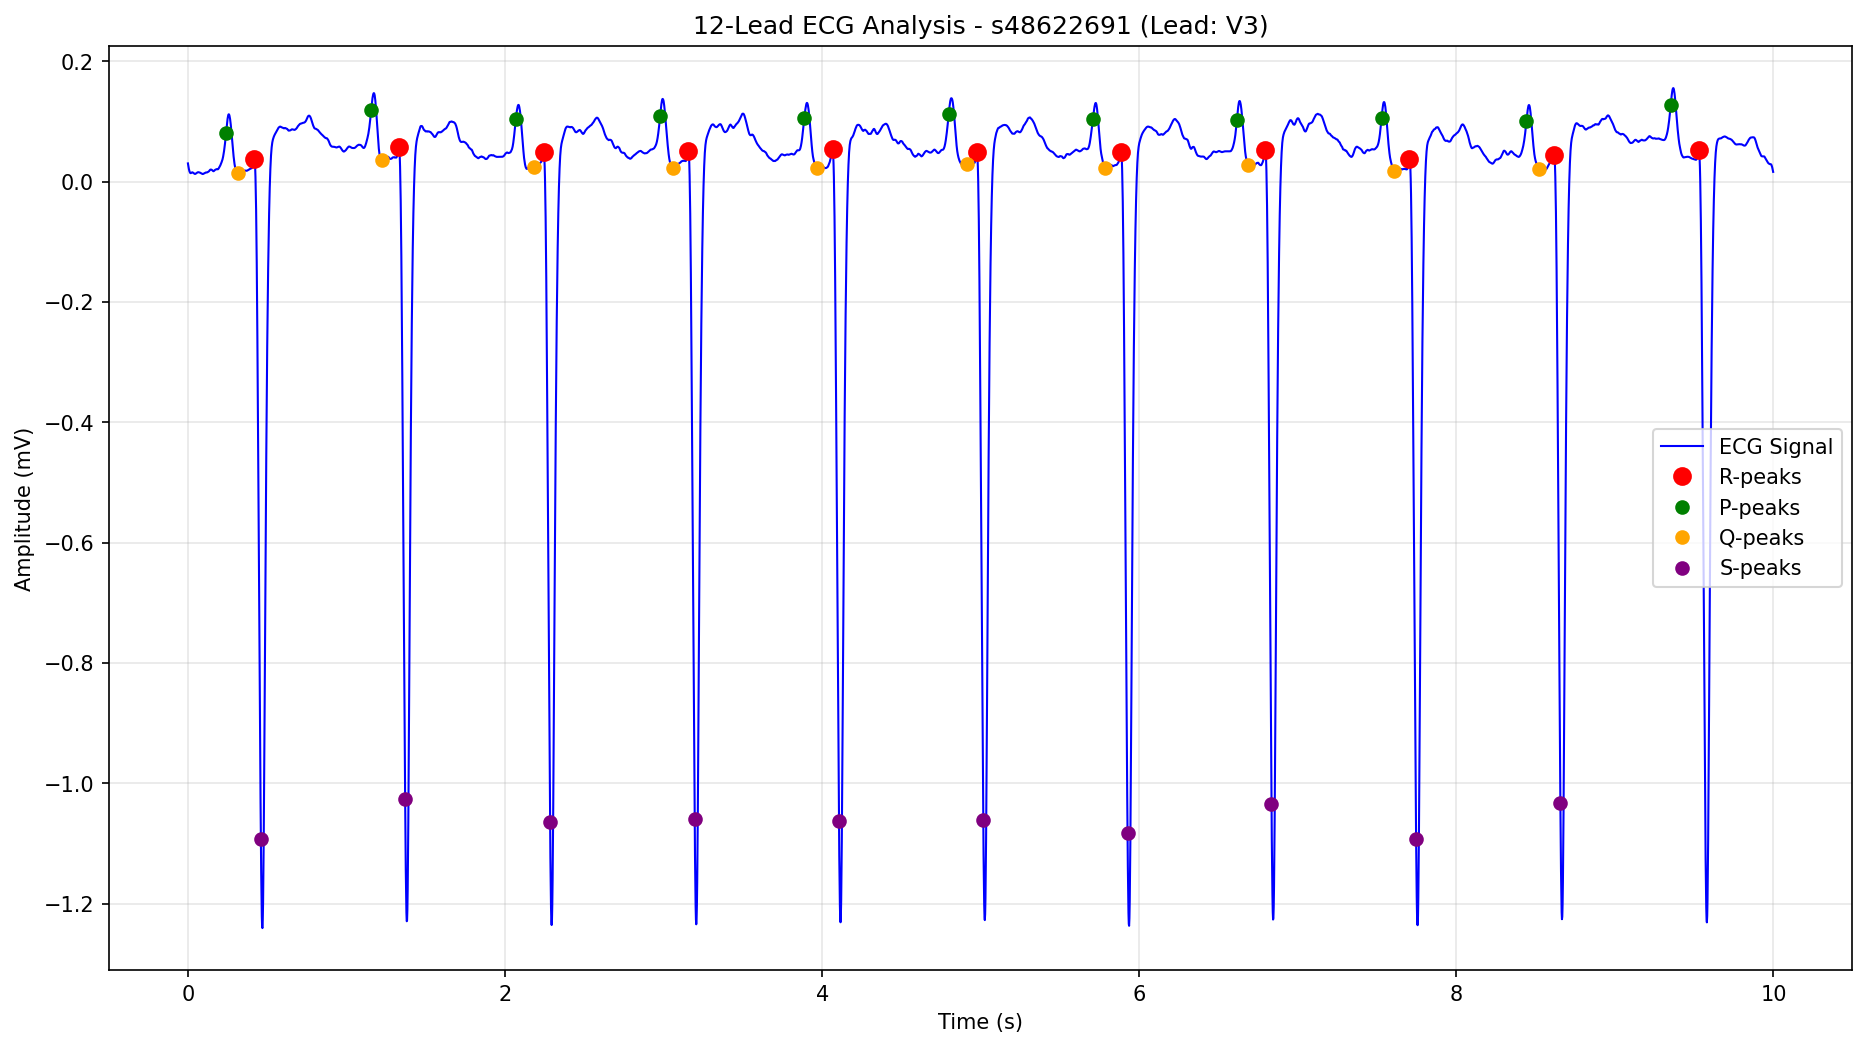 12-Lead ECG Analysis - s48622691 (Lead: V3)
0.2
0.0
−0.2
−0.4
−0.6
−0.8
−1.0
−1.2
Amplitude (mV)
ECG Signal
R-peaks
P-peaks
Q-peaks
S-peaks
0 2 4 6 8 10
Time (s)